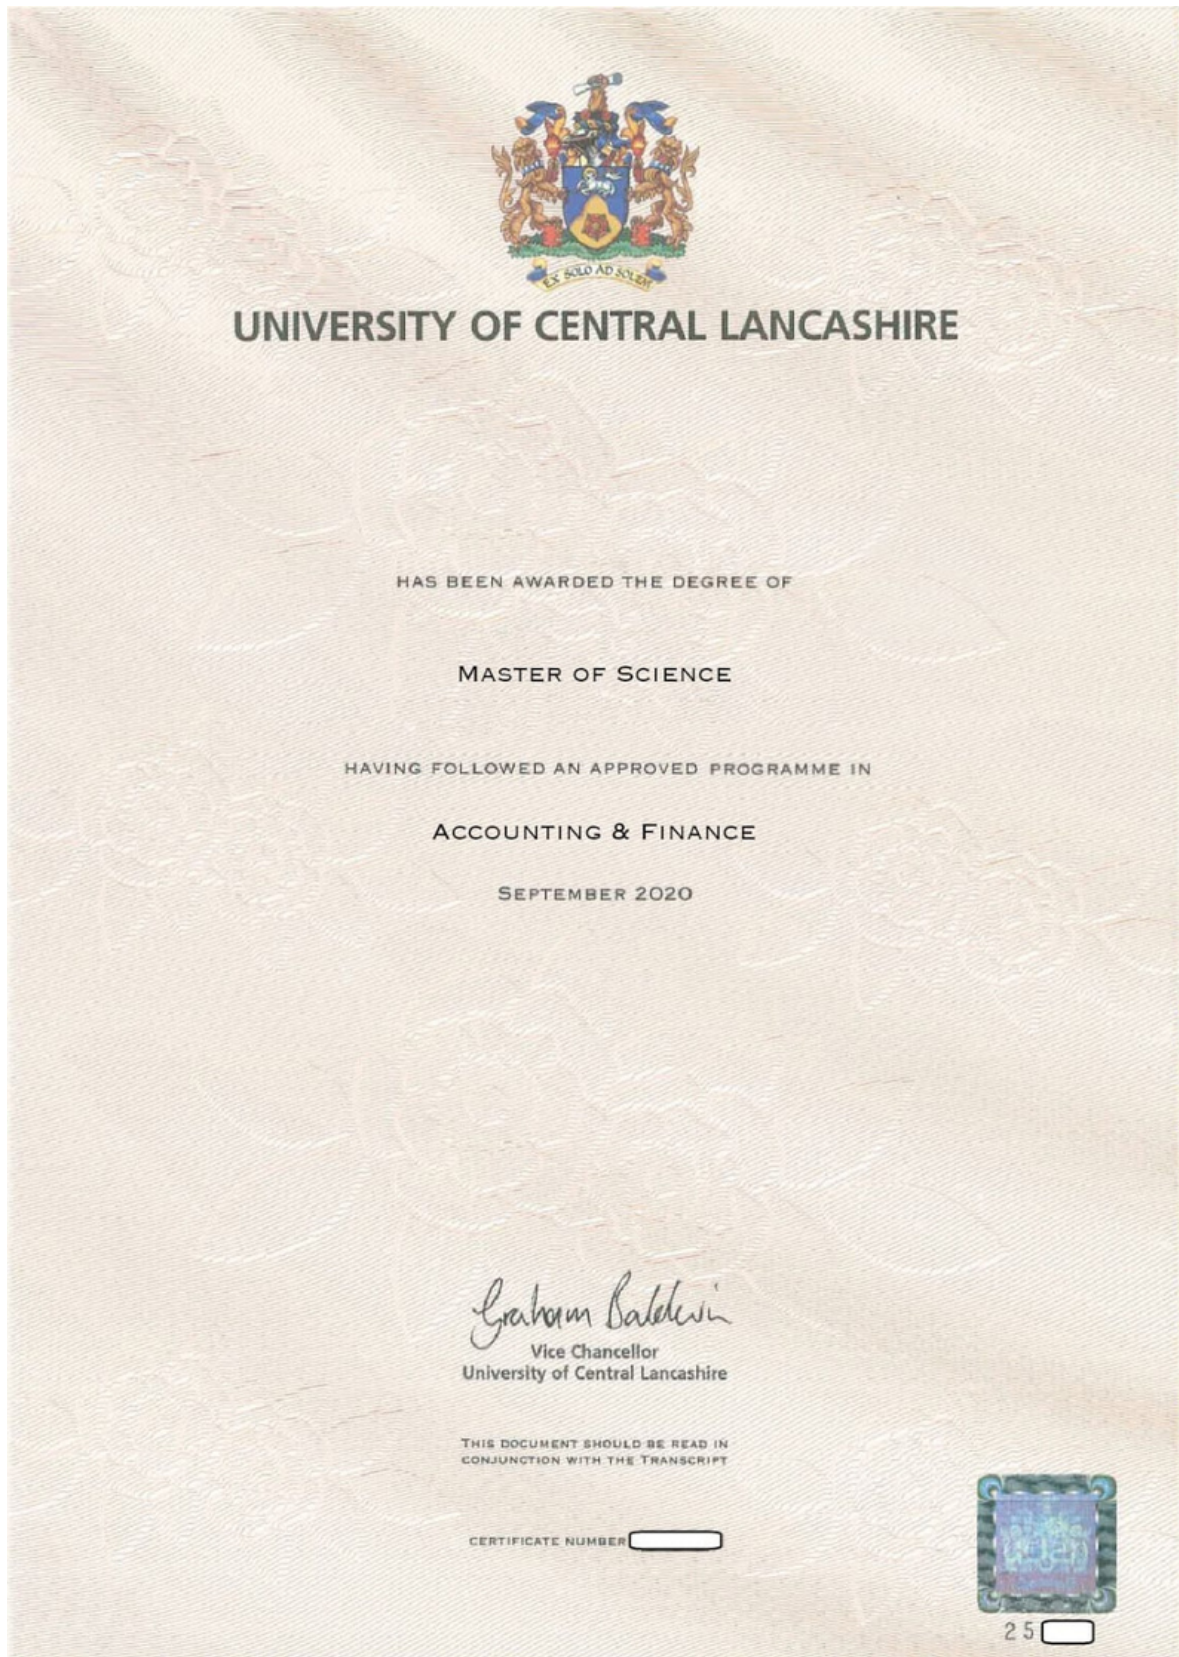 EX SOLO AD SOLEM
UNIVERSITY OF CENTRAL LANCASHIRE
HAS BEEN AWARDED THE DEGREE OF
MASTER OF SCIENCE
HAVING FOLLOWED AN APPROVED PROGRAMME IN
ACCOUNTING & FINANCE
SEPTEMBER 2020
Graham Baldwin
Vice Chancellor
University of Central Lancashire
THIS DOCUMENT SHOULD BE READ IN
CONJUNCTION WITH THE TRANSCRIPT
CERTIFICATE NUMBER
25